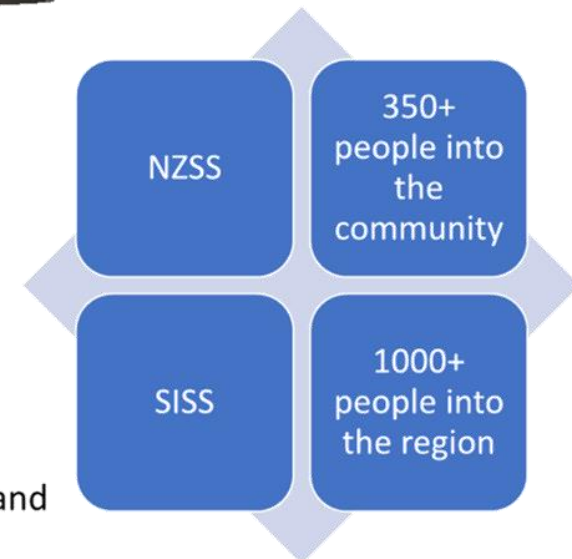 NZSS
350+
people into
the
community
SISS
1000+
people into
the region
and